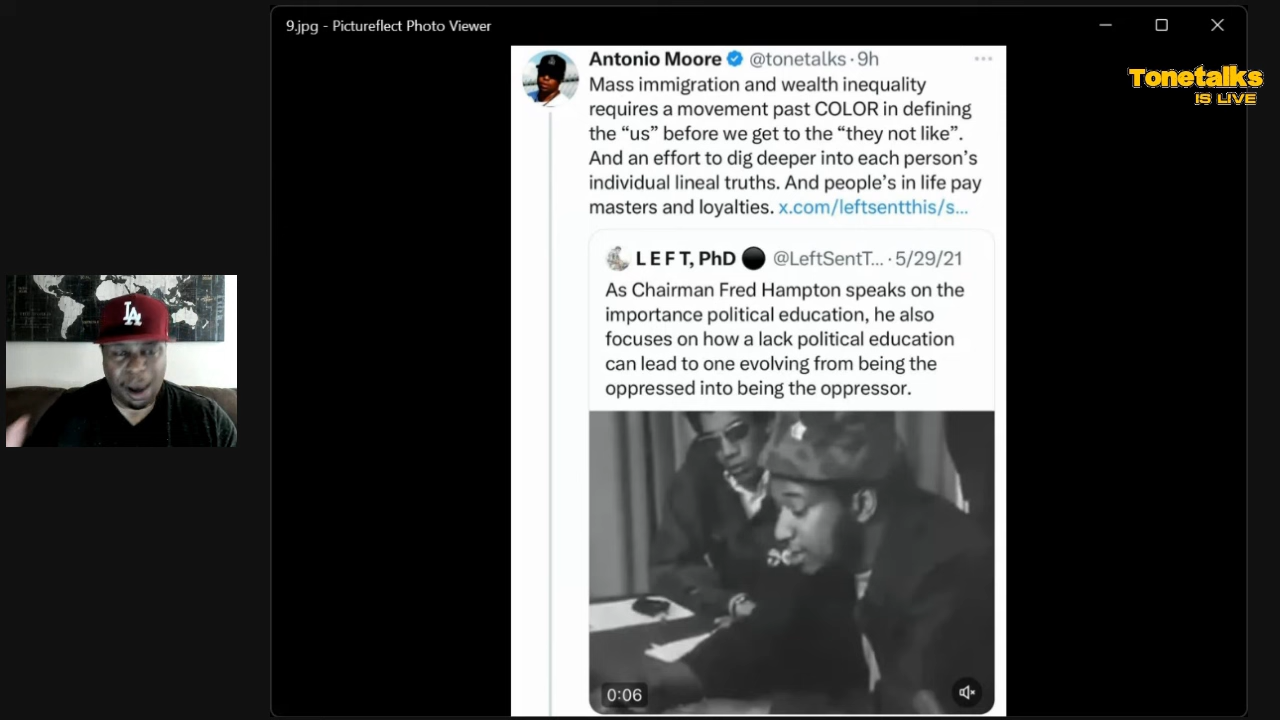 9.jpg - Pictureflect Photo Viewer
Tonetalks
IS LIVE
Antonio Moore @tonetalks · 9h
Mass immigration and wealth inequality
requires a movement past COLOR in defining
the “us” before we get to the “they not like”.
And an effort to dig deeper into each person’s
individual lineal truths. And people’s in life pay
masters and loyalties. x.com/leftsentthis/s...
L E F T, PhD @LeftSentT... · 5/29/21
As Chairman Fred Hampton speaks on the
importance political education, he also
focuses on how a lack political education
can lead to one evolving from being the
oppressed into being the oppressor.
LA
0:06